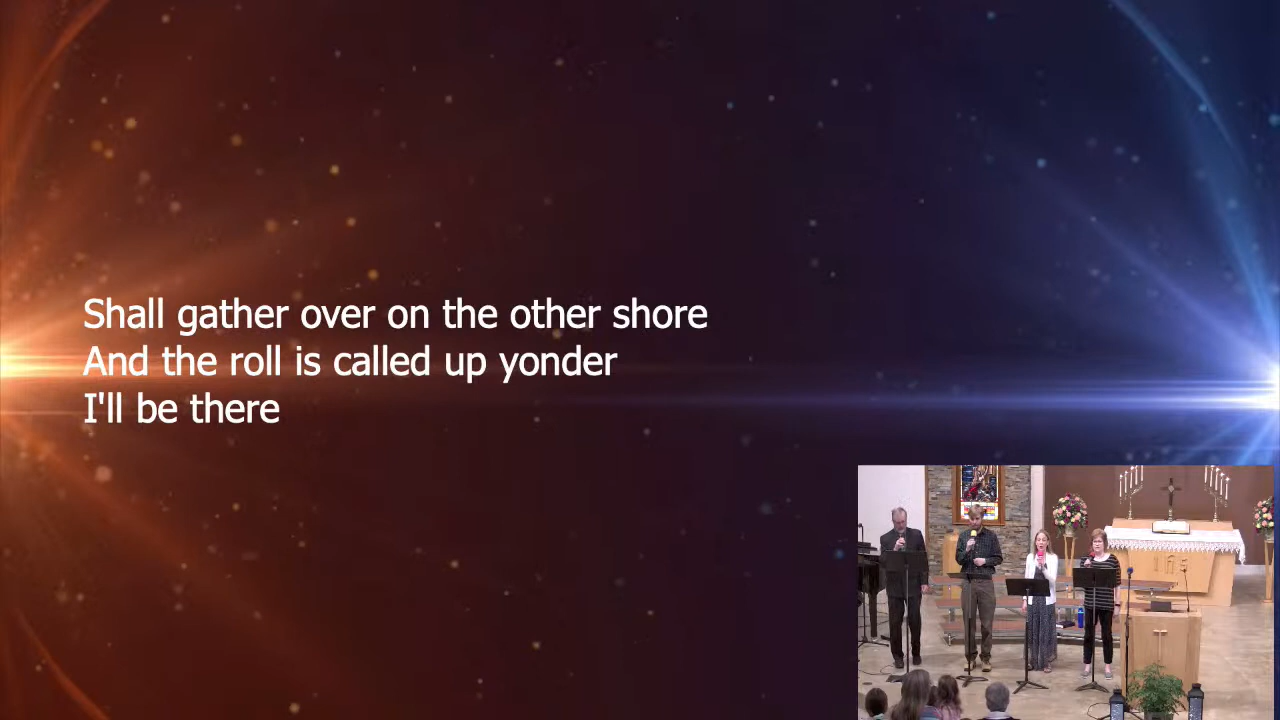 Shall gather over on the other shore
And the roll is called up yonder
I'll be there